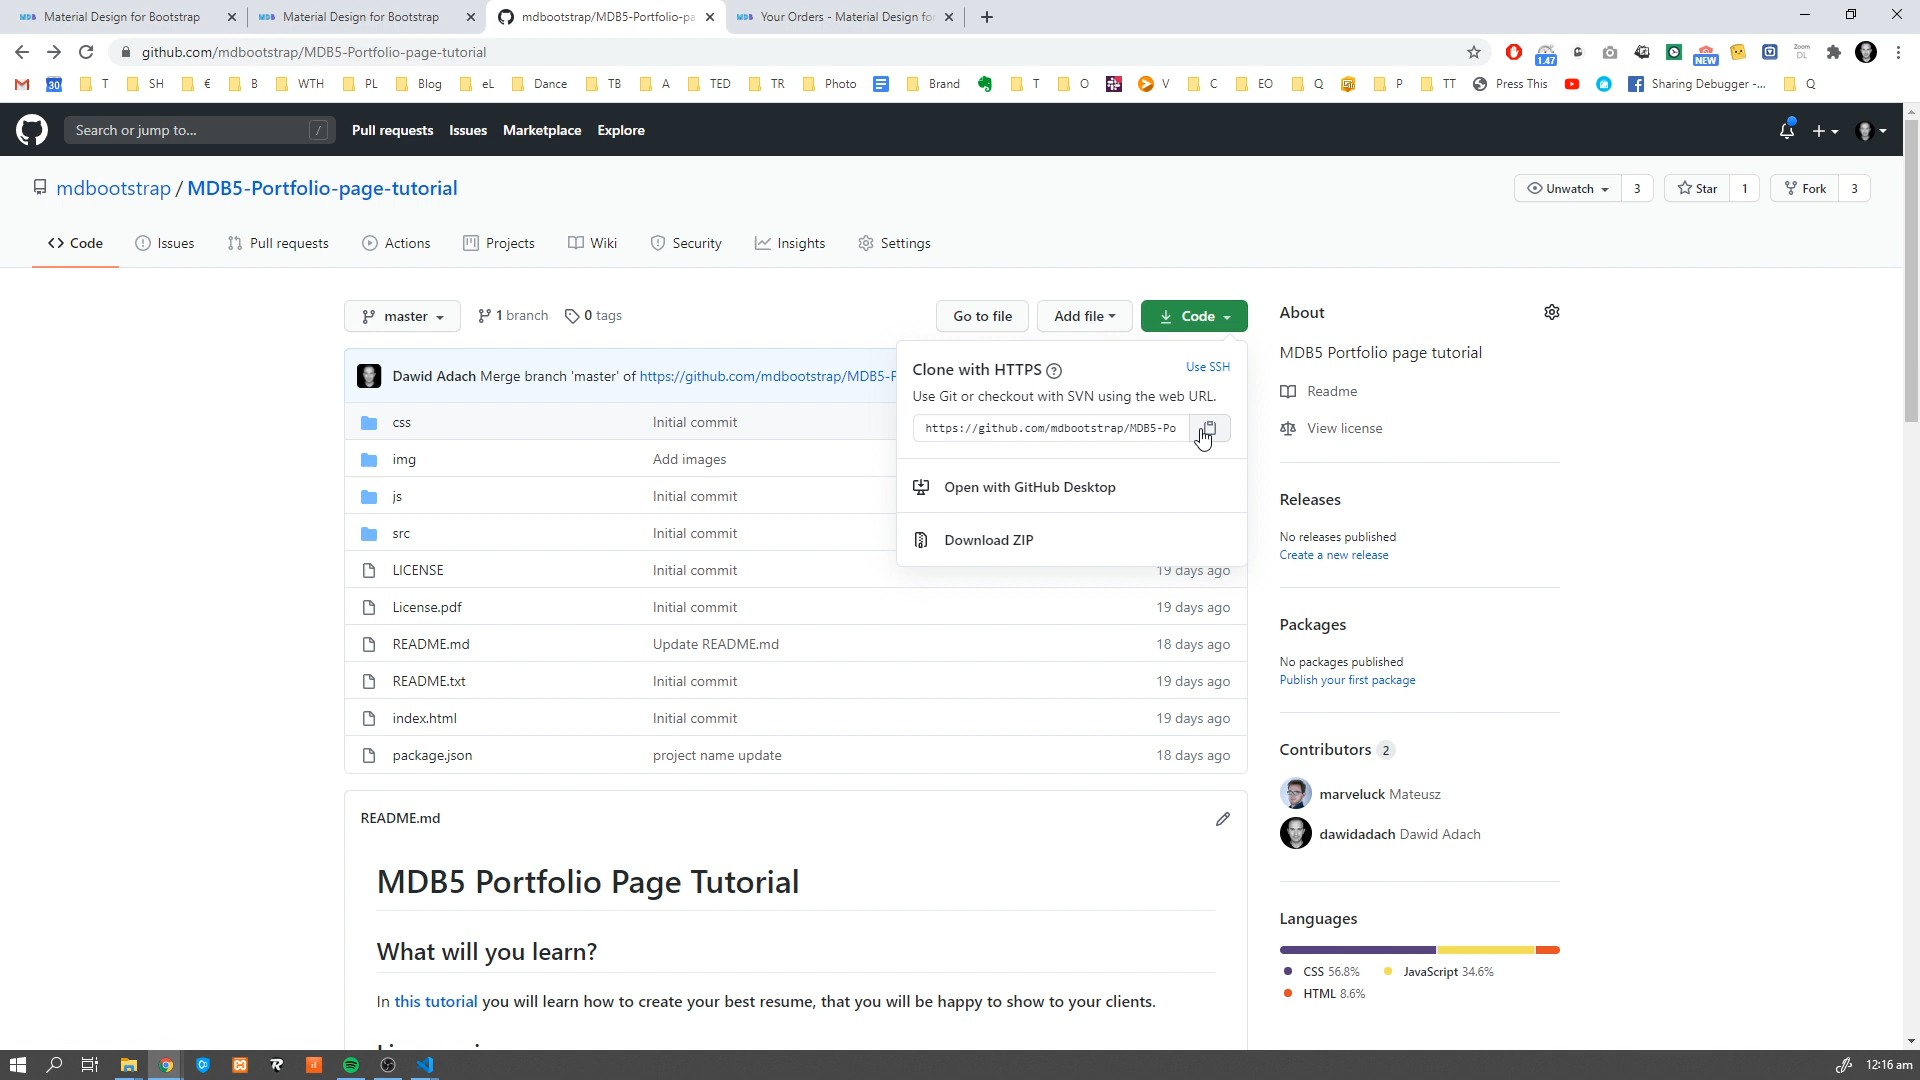 Material Design for Bootstrap
Material Design for Bootstrap
mdbootstrap/MDB5-Portfolio-pa
Your Orders - Material Design fo
github.com/mdbootstrap/MDB5-Portfolio-page-tutorial
1.47
NEW
Zoom DL
30
T
SH
€
B
WTH
PL
Blog
eL
Dance
TB
A
TED
TR
Photo
Brand
T
O
V
C
EO
Q
P
TT
Press This
Sharing Debugger -...
Q
Search or jump to...
/
Pull requests
Issues
Marketplace
Explore
mdbootstrap / MDB5-Portfolio-page-tutorial
Unwatch 3
Star 1
Fork 3
Code
Issues
Pull requests
Actions
Projects
Wiki
Security
Insights
Settings
master
1 branch
0 tags
Go to file
Add file
Code
Dawid Adach Merge branch 'master' of https://github.com/mdbootstrap/MDB5-F
css Initial commit
img Add images
js Initial commit
src Initial commit
LICENSE Initial commit 19 days ago
License.pdf Initial commit 19 days ago
README.md Update README.md 18 days ago
README.txt Initial commit 19 days ago
index.html Initial commit 19 days ago
package.json project name update 18 days ago
Clone with HTTPS
Use SSH
Use Git or checkout with SVN using the web URL.
https://github.com/mdbootstrap/MDB5-Po
Open with GitHub Desktop
Download ZIP
README.md
MDB5 Portfolio Page Tutorial
What will you learn?
In this tutorial you will learn how to create your best resume, that you will be happy to show to your clients.
About
MDB5 Portfolio page tutorial
Readme
View license
Releases
No releases published
Create a new release
Packages
No packages published
Publish your first package
Contributors 2
marveluck Mateusz
dawidadach Dawid Adach
Languages
CSS 56.8%
JavaScript 34.6%
HTML 8.6%
12:16 am